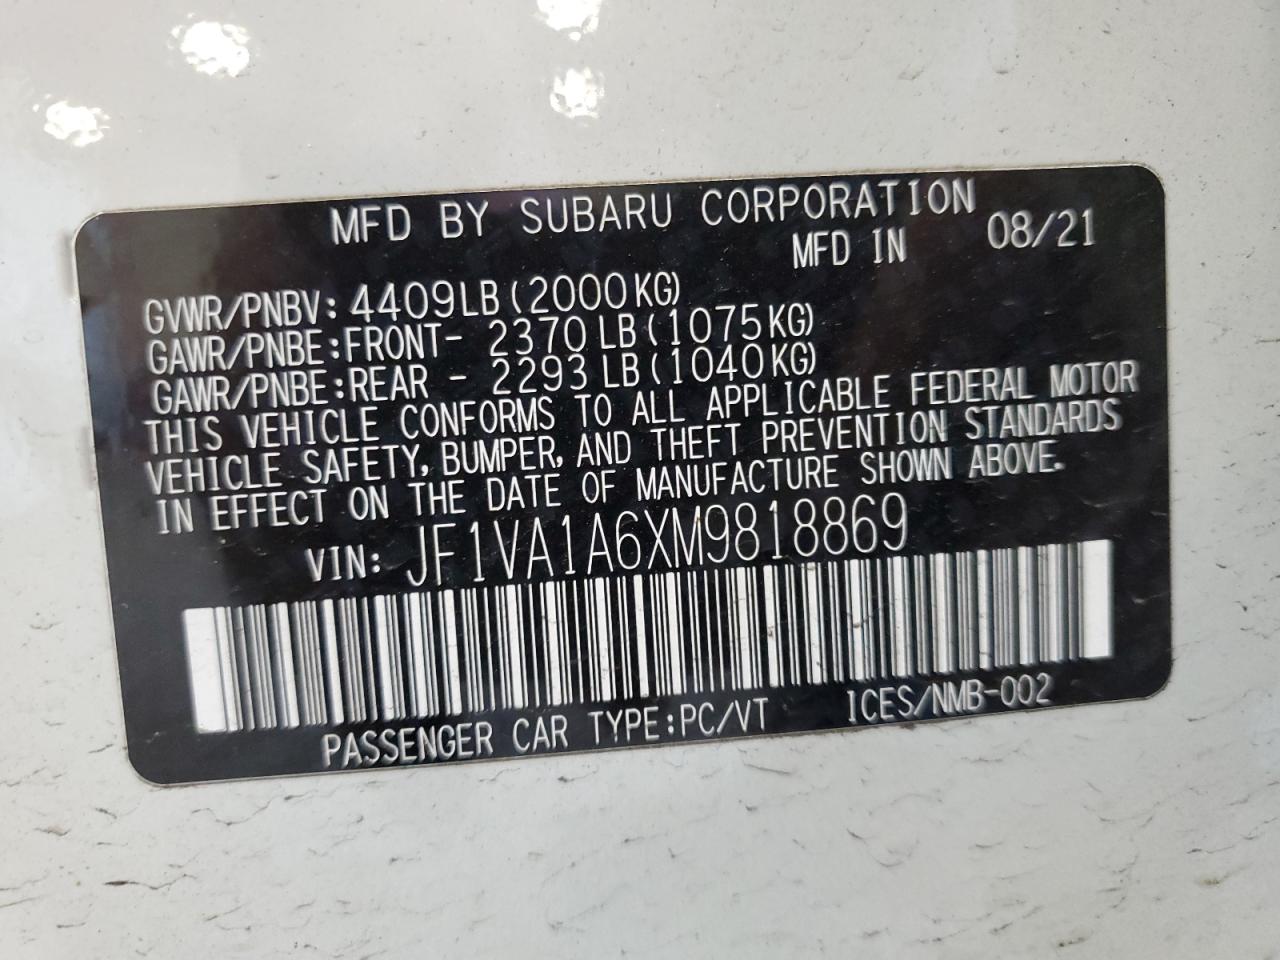 MFD BY SUBARU CORPORATION
MFD IN 08/21
GVWR/PNBV: 4409LB(2000KG)
GAWR/PNBE:FRONT- 2370LB(1075KG)
GAWR/PNBE:REAR - 2293LB(1040KG)
THIS VEHICLE CONFORMS TO ALL APPLICABLE FEDERAL MOTOR
VEHICLE SAFETY, BUMPER, AND THEFT PREVENTION STANDARDS
IN EFFECT ON THE DATE OF MANUFACTURE SHOWN ABOVE.
VIN: JF1VA1A6XM9818869
PASSENGER CAR TYPE:PC/VT ICES/NMB-002